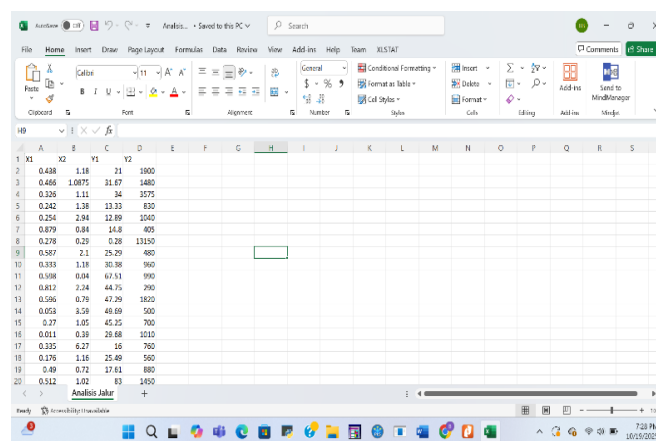 AutoSave Off Analisis... • Saved to this PC Search
File Home Insert Draw Page Layout Formulas Data Review View Add-ins Help Team XLSTAT Comments Share
Paste Calibri 11 A A General Conditional Formatting Insert Add-ins Send to
B I U $ % 9 Format as Table Delete MindManager
Cell Styles Format
Clipboard Font Alignment Number Styles Cells Editing Add-ins Mindjet
H9 fx
A B C D E F G H I J K L M N O P Q R S
1 X1 X2 Y1 Y2
2 0.438 1.18 21 1900
3 0.466 1.0875 31.67 1480
4 0.326 1.11 34 3575
5 0.242 1.38 13.33 830
6 0.254 2.94 12.89 1040
7 0.879 0.84 14.8 405
8 0.278 0.29 0.28 13150
9 0.587 2.1 25.29 480
10 0.333 1.18 30.38 960
11 0.598 0.04 67.51 990
12 0.812 2.24 44.75 290
13 0.596 0.79 47.29 1820
14 0.053 3.59 49.69 500
15 0.27 1.05 45.25 700
16 0.011 0.39 29.68 1010
17 0.335 6.27 16 760
18 0.176 1.16 25.49 560
19 0.49 0.72 17.61 880
20 0.512 1.02 83 1450
Analisis Jalur
Ready Accessibility: Unavailable
7:28 PM